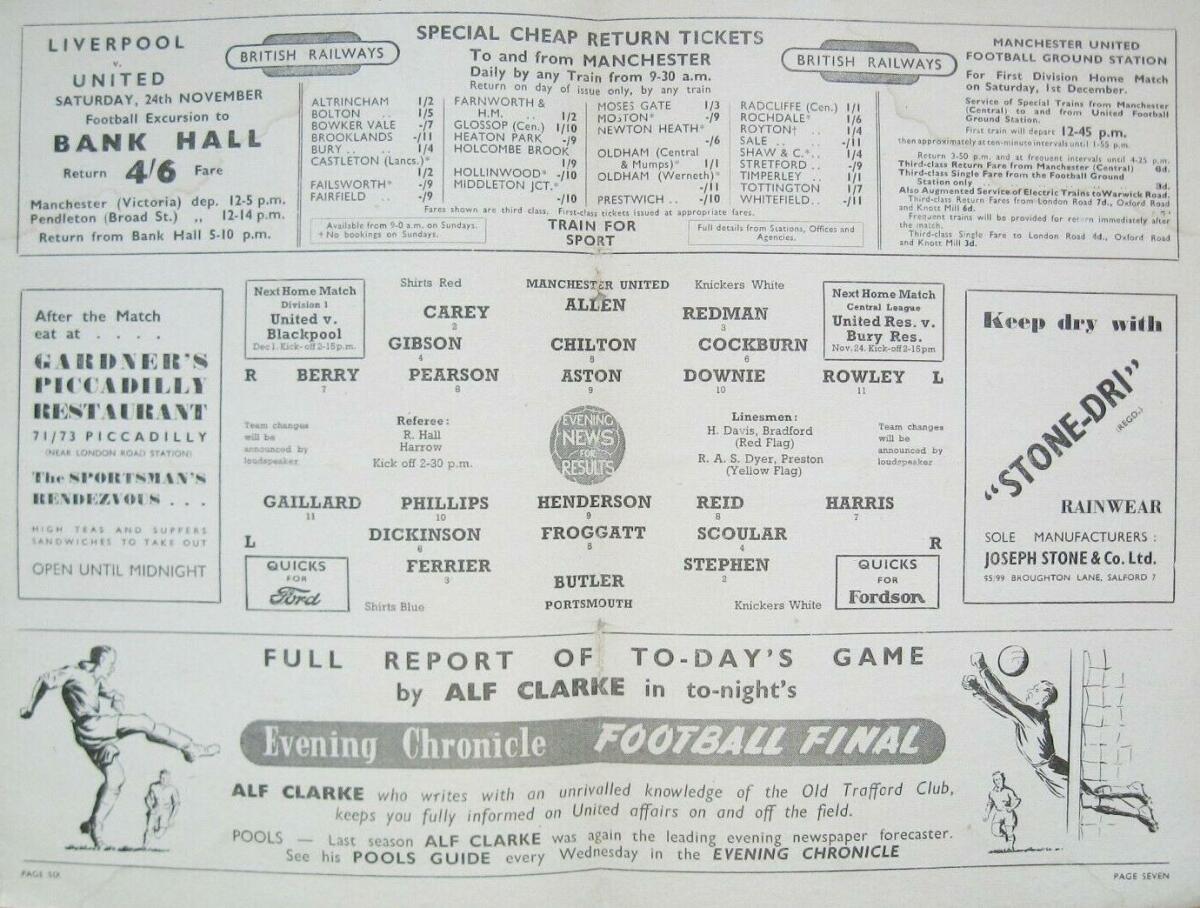 LIVERPOOL
v.
UNITED
SATURDAY, 24th NOVEMBER
Football Excursion to
BANK HALL
Return 4/6 Fare
Manchester (Victoria) dep. 12-5 p.m.
Pendleton (Broad St.) ,, 12-14 p.m.
Return from Bank Hall 5-10 p.m.
BRITISH RAILWAYS
SPECIAL CHEAP RETURN TICKETS
To and from MANCHESTER
Daily by any Train from 9-30 a.m.
Return on day of issue only, by any train
BRITISH RAILWAYS
ALTRINCHAM 1/2
BOLTON .. 1/5
BOWKER VALE -/7
BROOKLANDS -/11
BURY .. .. 1/4
CASTLETON (Lancs.)*
1/2
FAILSWORTH* -/9
FAIRFIELD .. -/9
FARNWORTH &
H.M. .. 1/2
GLOSSOP (Cen.) 1/10
HEATON PARK -/9
HOLCOMBE BROOK
1/9
HOLLINWOOD* -/10
MIDDLETON JCT.*
-/10
MOSES GATE 1/3
MOSTON* -/9
NEWTON HEATH*
-/6
OLDHAM (Central
& Mumps)* 1/1
OLDHAM (Werneth)*
-/11
PRESTWICH .. -/10
RADCLIFFE (Cen.) 1/1
ROCHDALE* 1/6
ROYTON† .. 1/4
SALE .. .. -/11
SHAW & C.*.. 1/4
STRETFORD .. -/9
TIMPERLEY .. 1/1
TOTTINGTON 1/7
WHITEFIELD.. -/11
Fares shown are third class. First-class tickets issued at appropriate fares.
Available from 9-0 a.m. on Sundays.
† No bookings on Sundays.
TRAIN FOR
SPORT
Full details from Stations, Offices and
Agencies.
MANCHESTER UNITED
FOOTBALL GROUND STATION
For First Division Home Match
on Saturday, 1st December.
Service of Special Trains from Manchester
(Central) to and from United Football
Ground Station.
First train will depart 12-45 p.m.
then approximately at ten-minute intervals until 1-55 p.m.
Return 3-50 p.m. and at frequent intervals until 4-25 p.m.
Third-class Return Fare from Manchester (Central) 6d.
Third-class Single Fare from the Football Ground
Station only .. 3d.
Also Augmented Service of Electric Trains to Warwick Road.
Third-class Return Fares from London Road 7d., Oxford Road
and Knott Mill 6d.
Frequent trains will be provided for return immediately after
the match.
Third-class Single Fare to London Road 4d., Oxford Road
and Knott Mill 3d.
After the Match
eat at . . . .
GARDNER'S
PICCADILLY
RESTAURANT
71/73 PICCADILLY
(NEAR LONDON ROAD STATION)
The SPORTSMAN'S
RENDEZVOUS . . .
HIGH TEAS AND SUPPERS
SANDWICHES TO TAKE OUT
OPEN UNTIL MIDNIGHT
Next Home Match
Division 1
United v.
Blackpool
Dec 1. Kick-off 2-15 p.m.
Shirts Red MANCHESTER UNITED Knickers White
ALLEN
CAREY REDMAN
2 3
GIBSON CHILTON COCKBURN
4 5 6
R BERRY PEARSON ASTON DOWNIE ROWLEY L
7 8 9 10 11
Next Home Match
Central League
United Res. v.
Bury Res.
Nov. 24. Kick-off 2-15pm
Team changes
will be
announced by
loudspeaker
Referee:
R. Hall
Harrow
Kick off 2-30 p.m.
EVENING
NEWS
FOR
RESULTS
Linesmen:
H. Davis, Bradford
(Red Flag)
R. A. S. Dyer, Preston
(Yellow Flag)
Team changes
will be
announced by
loudspeaker
GAILLARD PHILLIPS HENDERSON REID HARRIS
11 10 9 8 7
L DICKINSON FROGGATT SCOULAR R
6 5 4
FERRIER STEPHEN
3 2
BUTLER
Shirts Blue PORTSMOUTH Knickers White
QUICKS
FOR
Ford
QUICKS
FOR
Fordson
Keep dry with
"STONE-DRI"
(REGD.)
RAINWEAR
SOLE MANUFACTURERS :
JOSEPH STONE & Co. Ltd.
95/99 BROUGHTON LANE, SALFORD 7
FULL REPORT OF TO-DAY'S GAME
by ALF CLARKE in to-night's
Evening Chronicle FOOTBALL FINAL
ALF CLARKE who writes with an unrivalled knowledge of the Old Trafford Club,
keeps you fully informed on United affairs on and off the field.
POOLS — Last season ALF CLARKE was again the leading evening newspaper forecaster.
See his POOLS GUIDE every Wednesday in the EVENING CHRONICLE
PAGE SIX
PAGE SEVEN